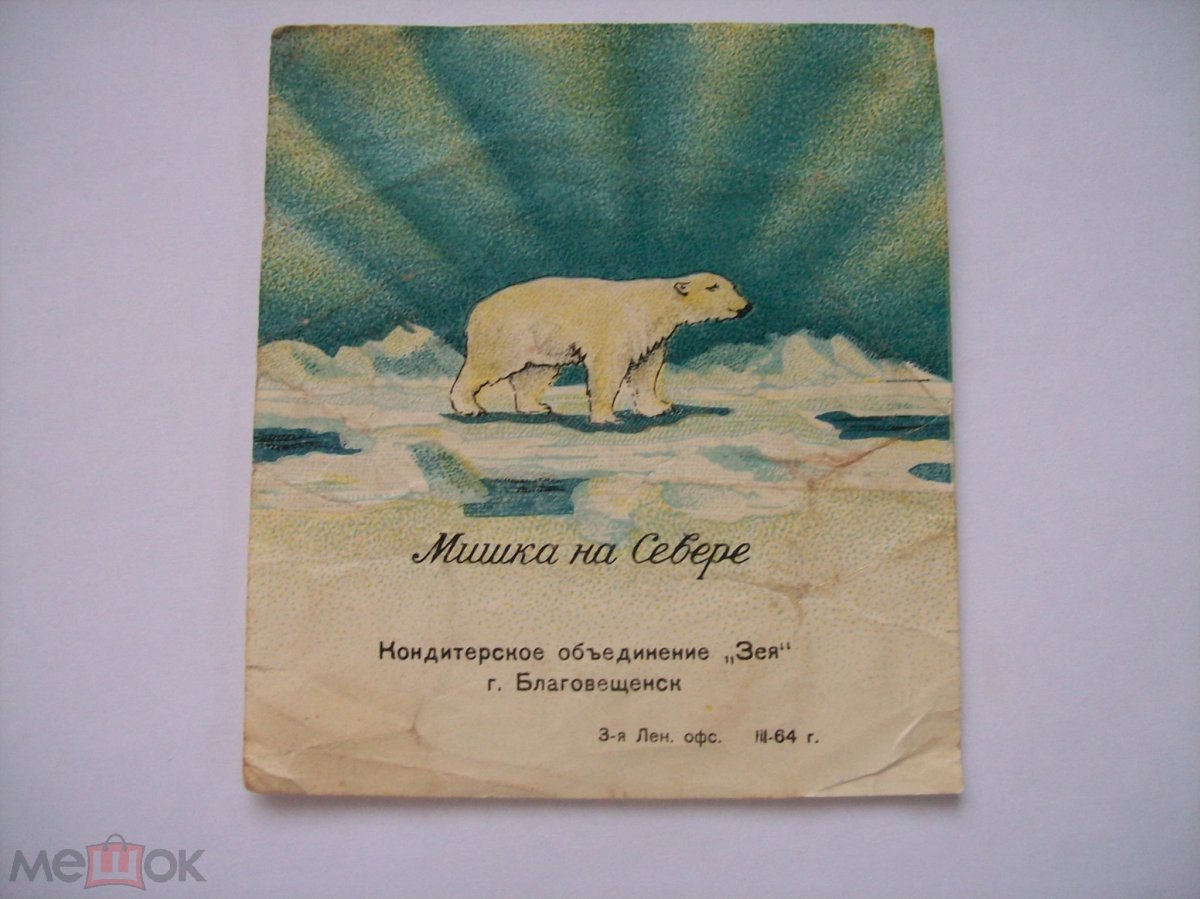 Мишка на Севере
Кондитерское объединение „Зея“
г. Благовещенск
3-я Лен. офс. III-64 г.
мешок